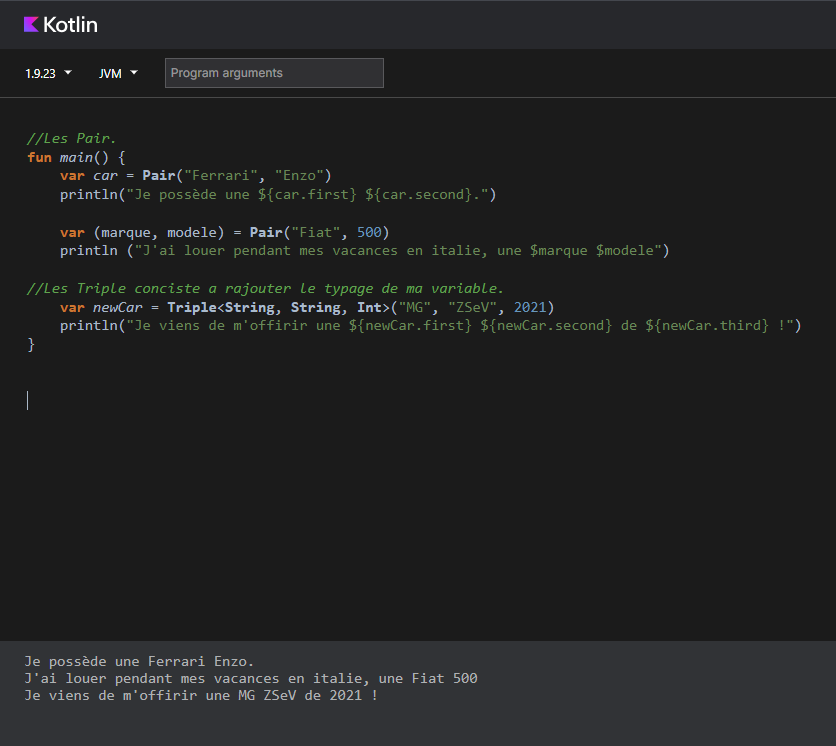 Kotlin
1.9.23 JVM Program arguments
//Les Pair.
fun main() {
    var car = Pair("Ferrari", "Enzo")
    println("Je possède une ${car.first} ${car.second}.")
    var (marque, modele) = Pair("Fiat", 500)
    println ("J'ai louer pendant mes vacances en italie, une $marque $modele")
//Les Triple conciste a rajouter le typage de ma variable.
    var newCar = Triple<String, String, Int>("MG", "ZSeV", 2021)
    println("Je viens de m'offirir une ${newCar.first} ${newCar.second} de ${newCar.third} !")
}
Je possède une Ferrari Enzo.
J'ai louer pendant mes vacances en italie, une Fiat 500
Je viens de m'offirir une MG ZSeV de 2021 !